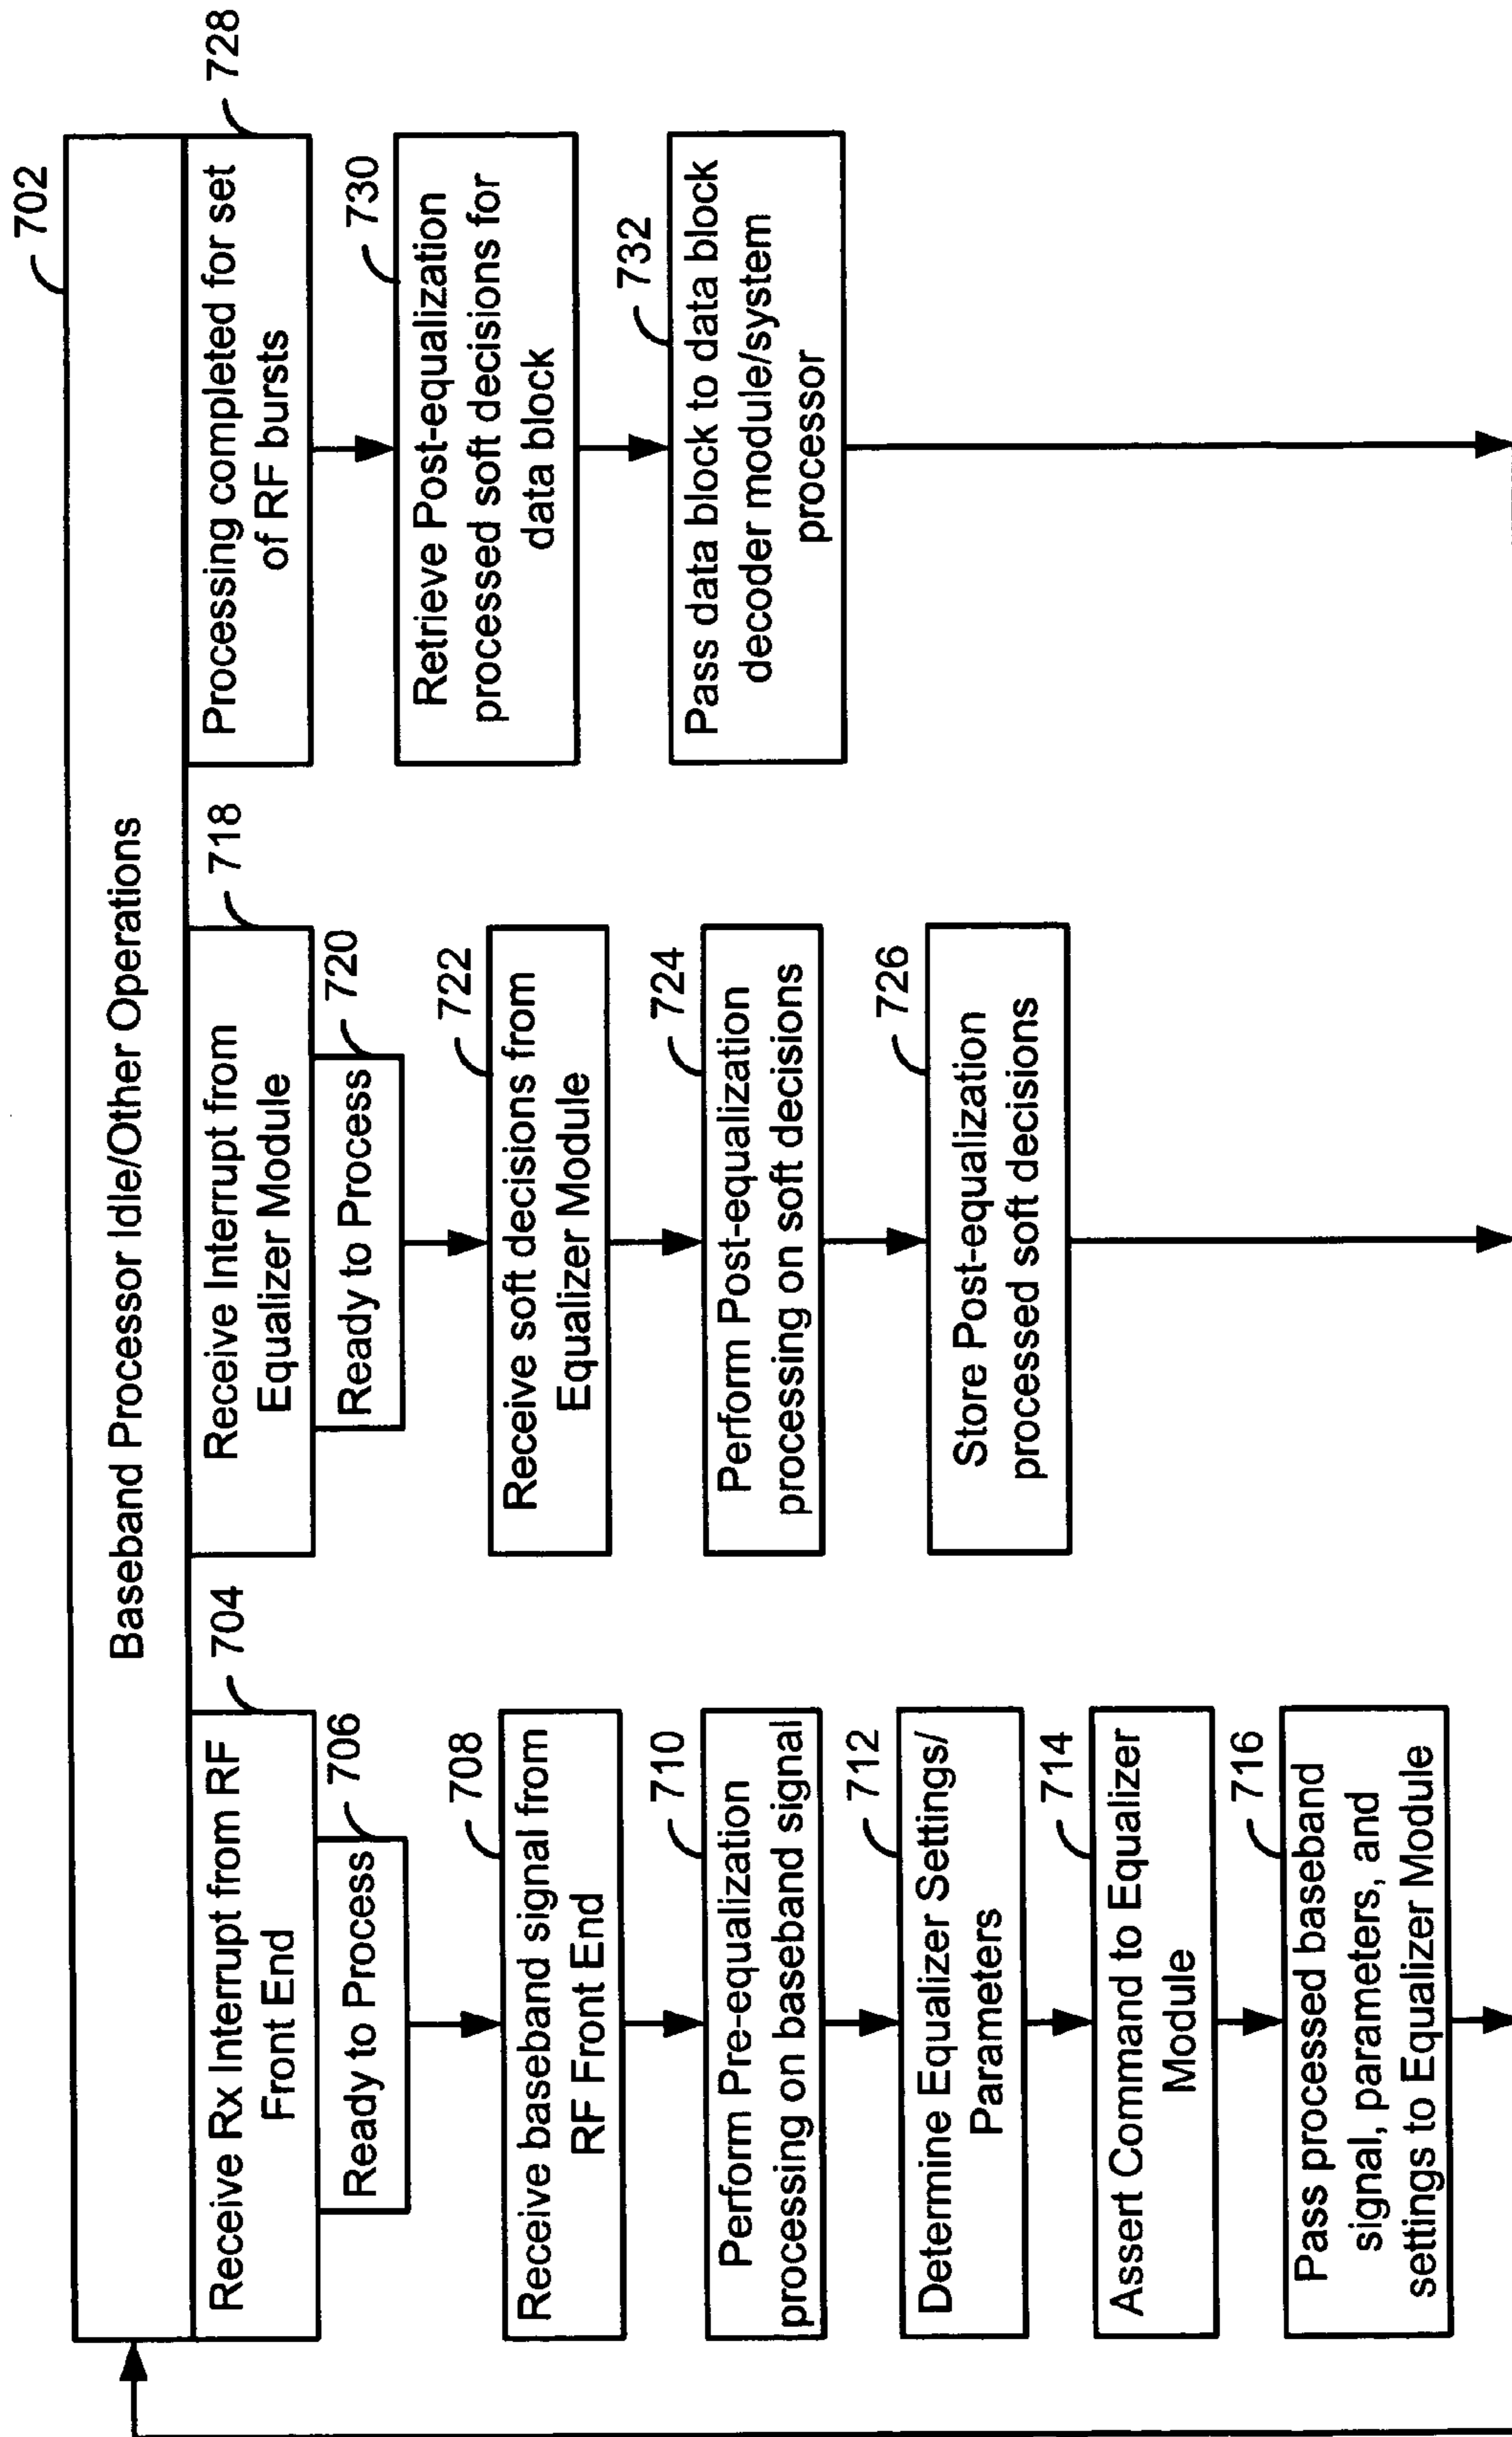 702
Baseband Processor Idle/Other Operations
704
Receive Rx Interrupt from RF
Front End
706
Ready to Process
708
Receive baseband signal from
RF Front End
710
Perform Pre-equalization
processing on baseband signal
712
Determine Equalizer Settings/
Parameters
714
Assert Command to Equalizer
Module
716
Pass processed baseband
signal, parameters, and
settings to Equalizer Module
718
Receive Interrupt from
Equalizer Module
720
Ready to Process
722
Receive soft decisions from
Equalizer Module
724
Perform Post-equalization
processing on soft decisions
726
Store Post-equalization
processed soft decisions
728
Processing completed for set
of RF bursts
730
Retrieve Post-equalization
processed soft decisions for
data block
732
Pass data block to data block
decoder module/system
processor